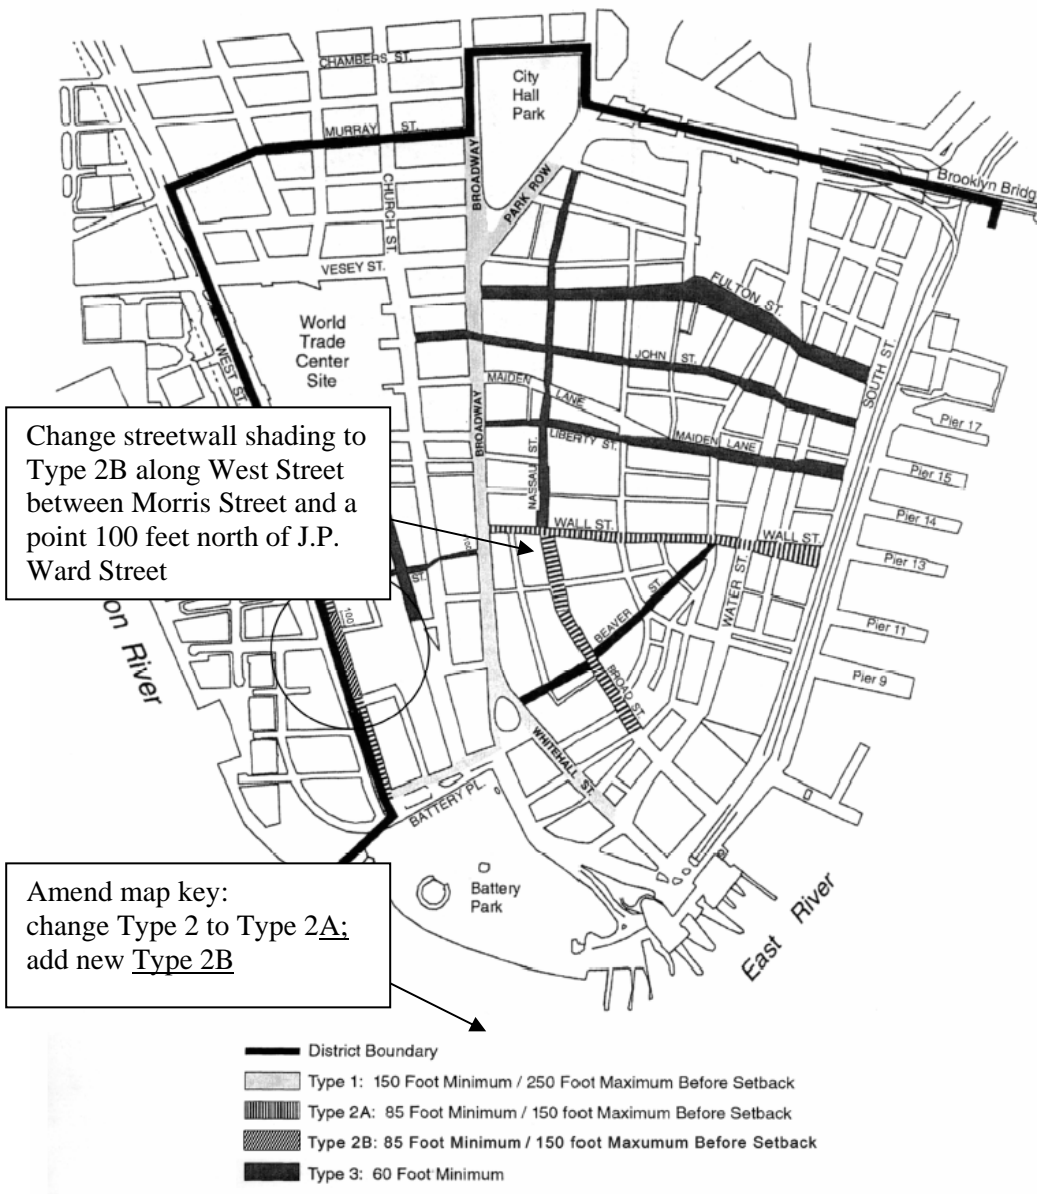 CHAMBERS ST.
City
Hall
Park
MURRAY ST.
BROADWAY
PARK ROW
CHURCH ST.
Brooklyn Bridg
VESEY ST.
FULTON ST.
World
Trade
Center
Site
WEST ST.
JOHN ST.
SOUTH ST.
MAIDEN LANE
BROADWAY
Pier 17
LIBERTY ST.
MAIDEN LANE
NASSAU ST.
Pier 15
Change streetwall shading to
Type 2B along West Street
between Morris Street and a
point 100 feet north of J.P.
Ward Street
WALL ST.
WALL ST.
Pier 14
Pier 13
100
ST.
WATER ST.
BEAVER ST.
on River
100
Pier 11
Pier 9
BROAD ST.
WHITEHALL ST.
BATTERY PL.
Battery
Park
East River
Amend map key:
change Type 2 to Type 2A;
add new Type 2B
District Boundary
Type 1: 150 Foot Minimum / 250 Foot Maximum Before Setback
Type 2A: 85 Foot Minimum / 150 foot Maximum Before Setback
Type 2B: 85 Foot Minimum / 150 foot Maxumum Before Setback
Type 3: 60 Foot Minimum